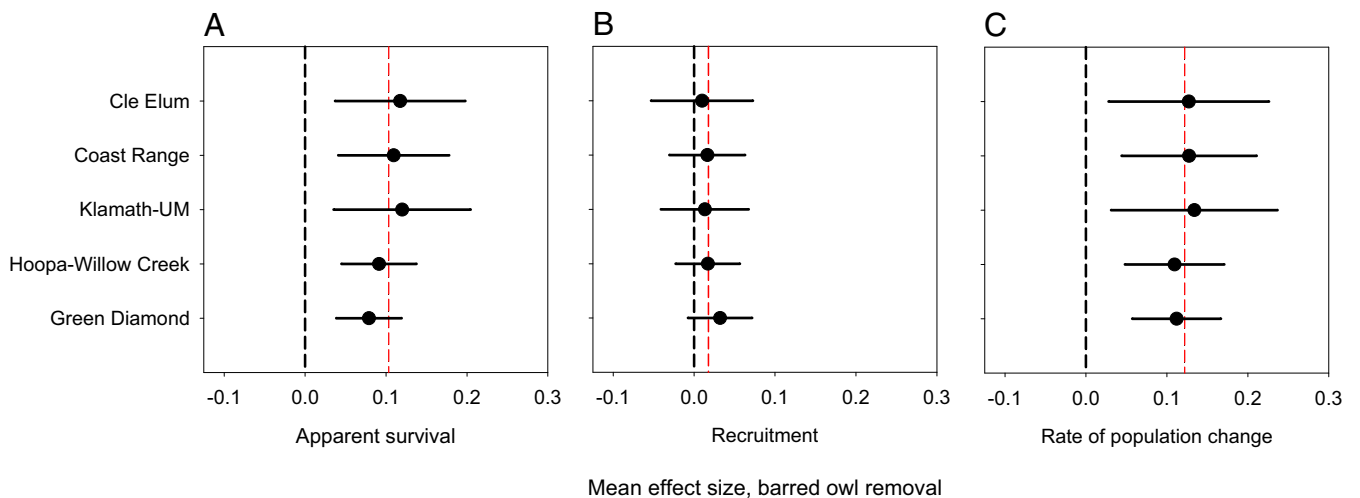 A
B
C
Cle Elum
Coast Range
Klamath-UM
Hoopa-Willow Creek
Green Diamond
-0.1 0.0 0.1 0.2 0.3
-0.1 0.0 0.1 0.2 0.3
-0.1 0.0 0.1 0.2 0.3
Apparent survival
Recruitment
Rate of population change
Mean effect size, barred owl removal